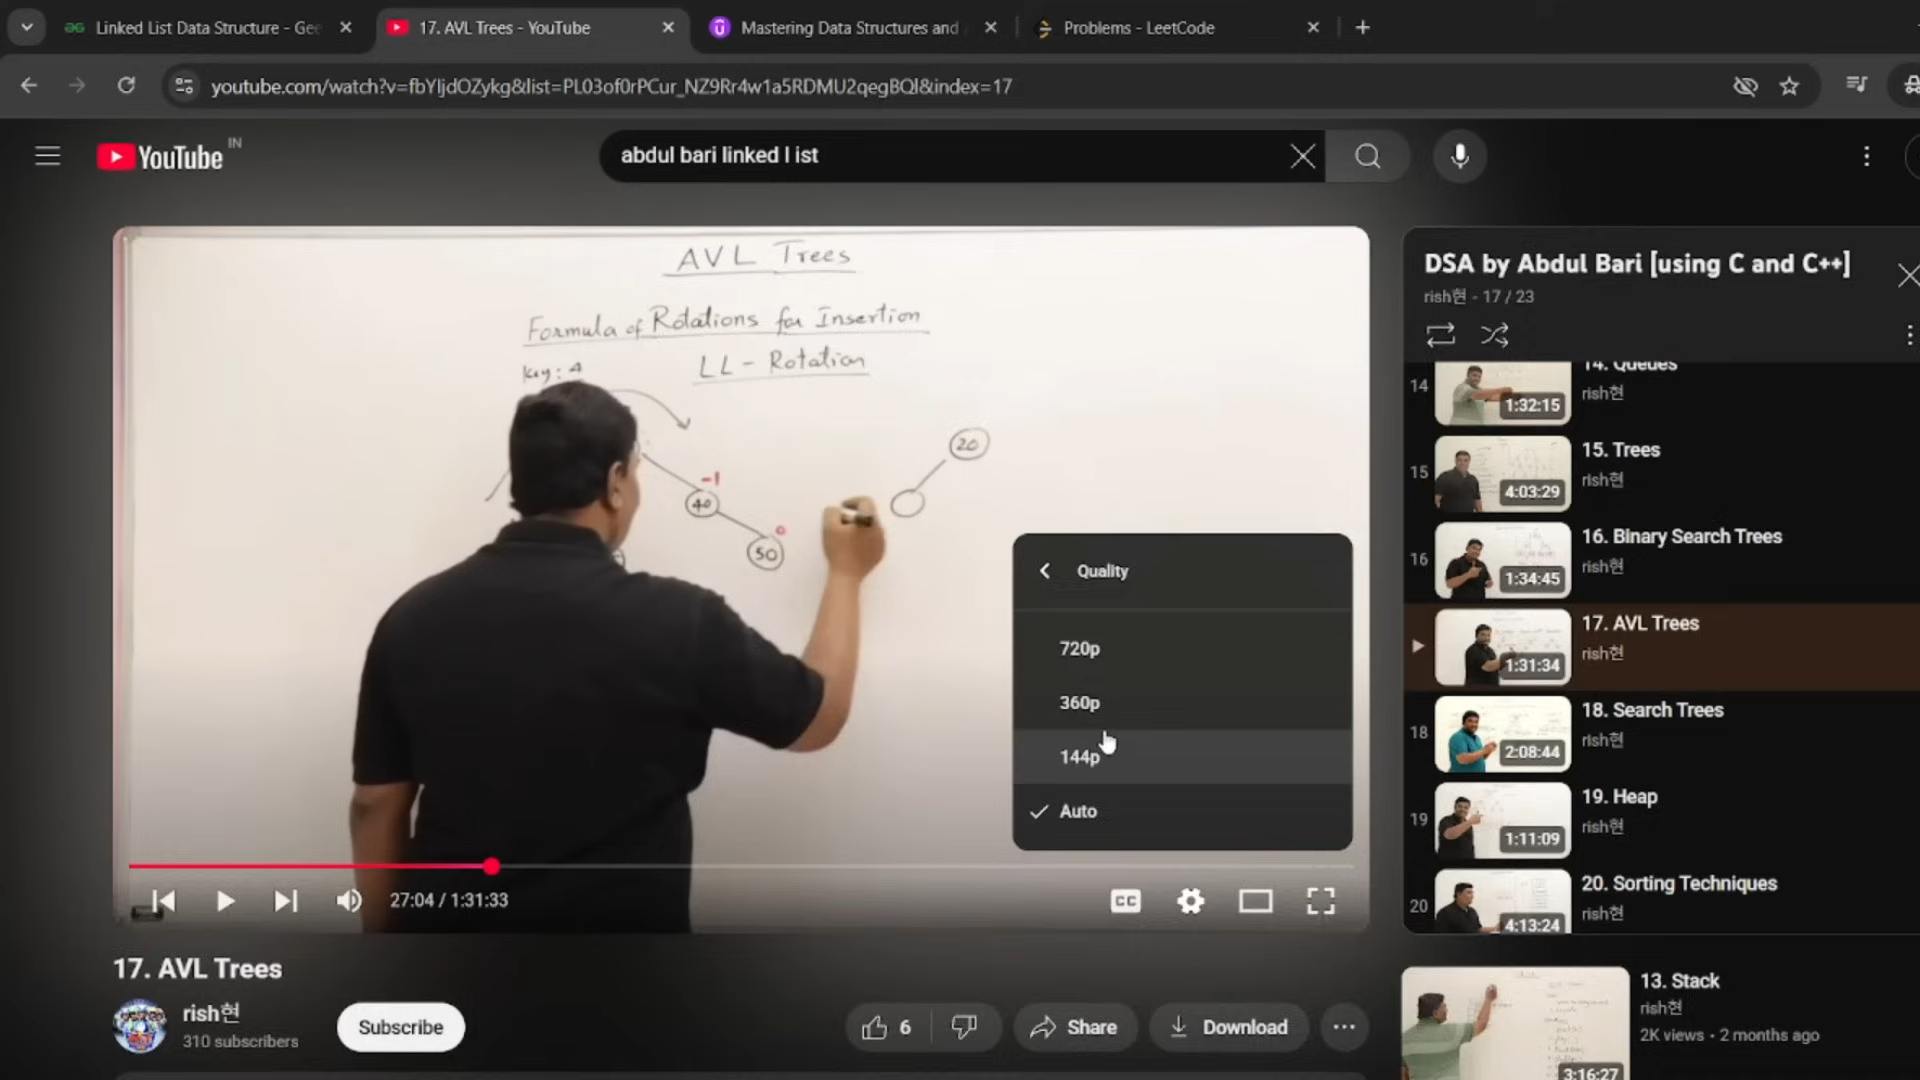 Linked List Data Structure - Gee
17. AVL Trees - YouTube
Mastering Data Structures and
Problems - LeetCode
youtube.com/watch?v=fbYljdOZykg&list=PL03of0rPCur_NZ9Rr4w1a5RDMU2qegBQl&index=17
YouTube IN
abdul bari linked l ist
AVL Trees
Formula of Rotations for Insertion
Key: 4
LL - Rotation
-1
40
0
50
20
Quality
720p
360p
144p
Auto
27:04 / 1:31:33
CC
17. AVL Trees
rish현
310 subscribers
Subscribe
6
Share
Download
DSA by Abdul Bari [using C and C++]
rish현 - 17 / 23
14
1:32:15
14. Queues
rish현
15
4:03:29
15. Trees
rish현
16
1:34:45
16. Binary Search Trees
rish현
1:31:34
17. AVL Trees
rish현
18
2:08:44
18. Search Trees
rish현
19
1:11:09
19. Heap
rish현
20
4:13:24
20. Sorting Techniques
rish현
3:16:27
13. Stack
rish현
2K views • 2 months ago